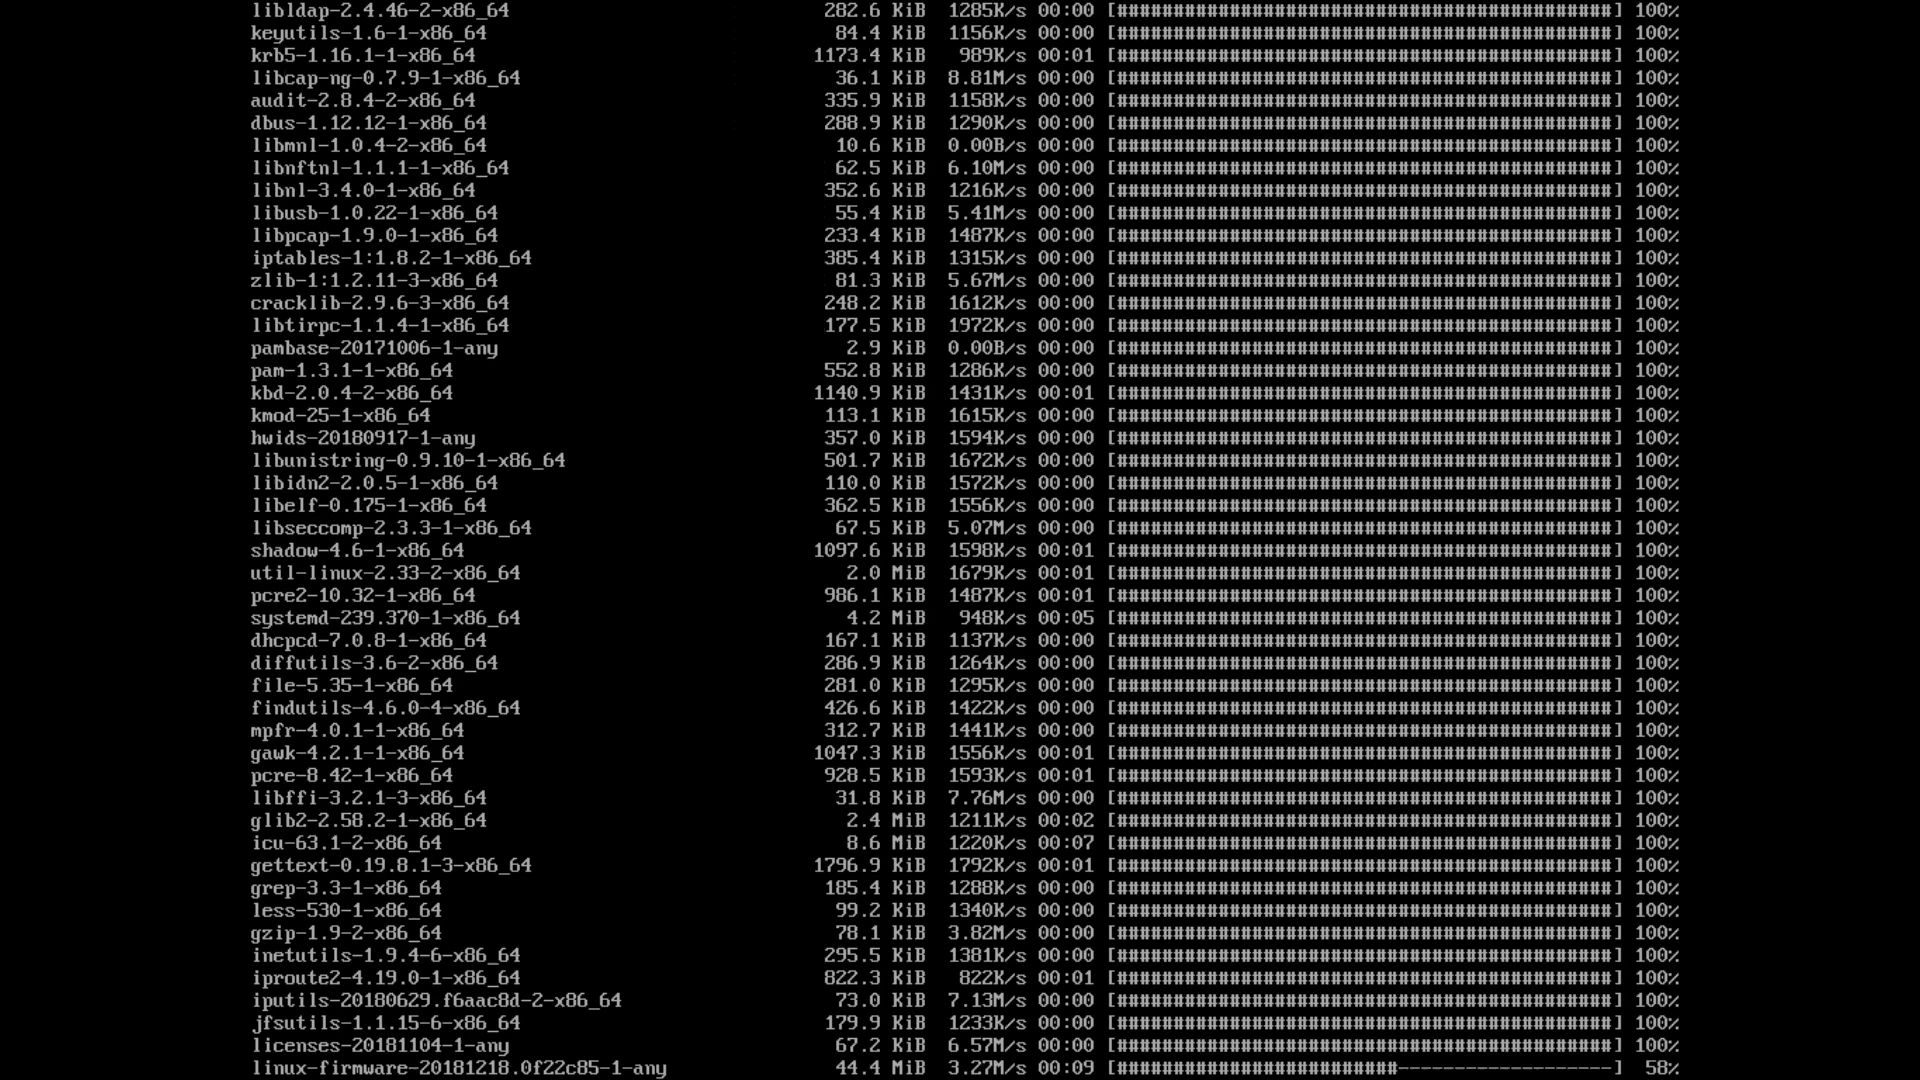 libldap-2.4.46-2-x86_64 282.6 KiB 1285K/s 00:00 [############################################] 100%
keyutils-1.6-1-x86_64 84.4 KiB 1156K/s 00:00 [############################################] 100%
krb5-1.16.1-1-x86_64 1173.4 KiB 989K/s 00:01 [############################################] 100%
libcap-ng-0.7.9-1-x86_64 36.1 KiB 8.81M/s 00:00 [############################################] 100%
audit-2.8.4-2-x86_64 335.9 KiB 1158K/s 00:00 [############################################] 100%
dbus-1.12.12-1-x86_64 288.9 KiB 1290K/s 00:00 [############################################] 100%
libmnl-1.0.4-2-x86_64 10.6 KiB 0.00B/s 00:00 [############################################] 100%
libnftnl-1.1.1-1-x86_64 62.5 KiB 6.10M/s 00:00 [############################################] 100%
libnl-3.4.0-1-x86_64 352.6 KiB 1216K/s 00:00 [############################################] 100%
libusb-1.0.22-1-x86_64 55.4 KiB 5.41M/s 00:00 [############################################] 100%
libpcap-1.9.0-1-x86_64 233.4 KiB 1487K/s 00:00 [############################################] 100%
iptables-1:1.8.2-1-x86_64 385.4 KiB 1315K/s 00:00 [############################################] 100%
zlib-1:1.2.11-3-x86_64 81.3 KiB 5.67M/s 00:00 [############################################] 100%
cracklib-2.9.6-3-x86_64 248.2 KiB 1612K/s 00:00 [############################################] 100%
libtirpc-1.1.4-1-x86_64 177.5 KiB 1972K/s 00:00 [############################################] 100%
pambase-20171006-1-any 2.9 KiB 0.00B/s 00:00 [############################################] 100%
pam-1.3.1-1-x86_64 552.8 KiB 1286K/s 00:00 [############################################] 100%
kbd-2.0.4-2-x86_64 1140.9 KiB 1431K/s 00:01 [############################################] 100%
kmod-25-1-x86_64 113.1 KiB 1615K/s 00:00 [############################################] 100%
hwids-20180917-1-any 357.0 KiB 1594K/s 00:00 [############################################] 100%
libunistring-0.9.10-1-x86_64 501.7 KiB 1672K/s 00:00 [############################################] 100%
libidn2-2.0.5-1-x86_64 110.0 KiB 1572K/s 00:00 [############################################] 100%
libelf-0.175-1-x86_64 362.5 KiB 1556K/s 00:00 [############################################] 100%
libseccomp-2.3.3-1-x86_64 67.5 KiB 5.07M/s 00:00 [############################################] 100%
shadow-4.6-1-x86_64 1097.6 KiB 1598K/s 00:01 [############################################] 100%
util-linux-2.33-2-x86_64 2.0 MiB 1679K/s 00:01 [############################################] 100%
pcre2-10.32-1-x86_64 986.1 KiB 1487K/s 00:01 [############################################] 100%
systemd-239.370-1-x86_64 4.2 MiB 948K/s 00:05 [############################################] 100%
dhcpcd-7.0.8-1-x86_64 167.1 KiB 1137K/s 00:00 [############################################] 100%
diffutils-3.6-2-x86_64 286.9 KiB 1264K/s 00:00 [############################################] 100%
file-5.35-1-x86_64 281.0 KiB 1295K/s 00:00 [############################################] 100%
findutils-4.6.0-4-x86_64 426.6 KiB 1422K/s 00:00 [############################################] 100%
mpfr-4.0.1-1-x86_64 312.7 KiB 1441K/s 00:00 [############################################] 100%
gawk-4.2.1-1-x86_64 1047.3 KiB 1556K/s 00:01 [############################################] 100%
pcre-8.42-1-x86_64 928.5 KiB 1593K/s 00:01 [############################################] 100%
libffi-3.2.1-3-x86_64 31.8 KiB 7.76M/s 00:00 [############################################] 100%
glib2-2.58.2-1-x86_64 2.4 MiB 1211K/s 00:02 [############################################] 100%
icu-63.1-2-x86_64 8.6 MiB 1220K/s 00:07 [############################################] 100%
gettext-0.19.8.1-3-x86_64 1796.9 KiB 1792K/s 00:01 [############################################] 100%
grep-3.3-1-x86_64 185.4 KiB 1288K/s 00:00 [############################################] 100%
less-530-1-x86_64 99.2 KiB 1340K/s 00:00 [############################################] 100%
gzip-1.9-2-x86_64 78.1 KiB 3.82M/s 00:00 [############################################] 100%
inetutils-1.9.4-6-x86_64 295.5 KiB 1381K/s 00:00 [############################################] 100%
iproute2-4.19.0-1-x86_64 822.3 KiB 822K/s 00:01 [############################################] 100%
iputils-20180629.f6aac8d-2-x86_64 73.0 KiB 7.13M/s 00:00 [############################################] 100%
jfsutils-1.1.15-6-x86_64 179.9 KiB 1233K/s 00:00 [############################################] 100%
licenses-20181104-1-any 67.2 KiB 6.57M/s 00:00 [############################################] 100%
linux-firmware-20181218.0f22c85-1-any 44.4 MiB 3.27M/s 00:09 [#########################-------------------] 58%